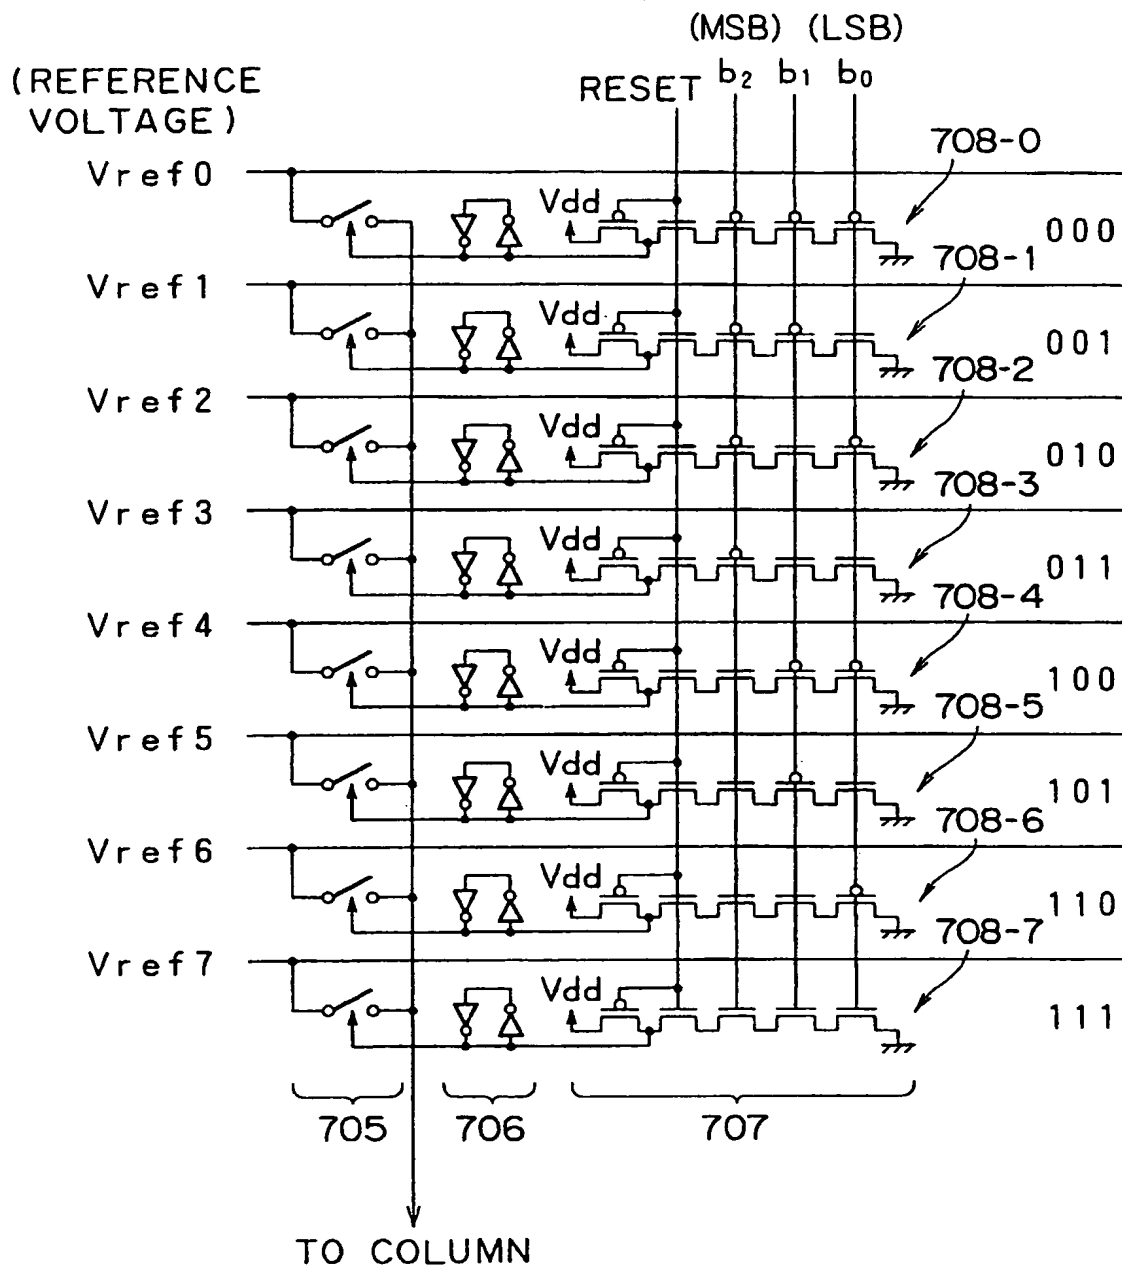 (MSB) (LSB)
RESET b2 b1 b0
(REFERENCE
VOLTAGE)
708-0
Vref0
Vdd
000
708-1
Vref1
Vdd
001
708-2
Vref2
Vdd
010
708-3
Vref3
Vdd
011
708-4
Vref4
Vdd
100
708-5
Vref5
Vdd
101
708-6
Vref6
Vdd
110
708-7
Vref7
Vdd
111
705 706 707
TO COLUMN